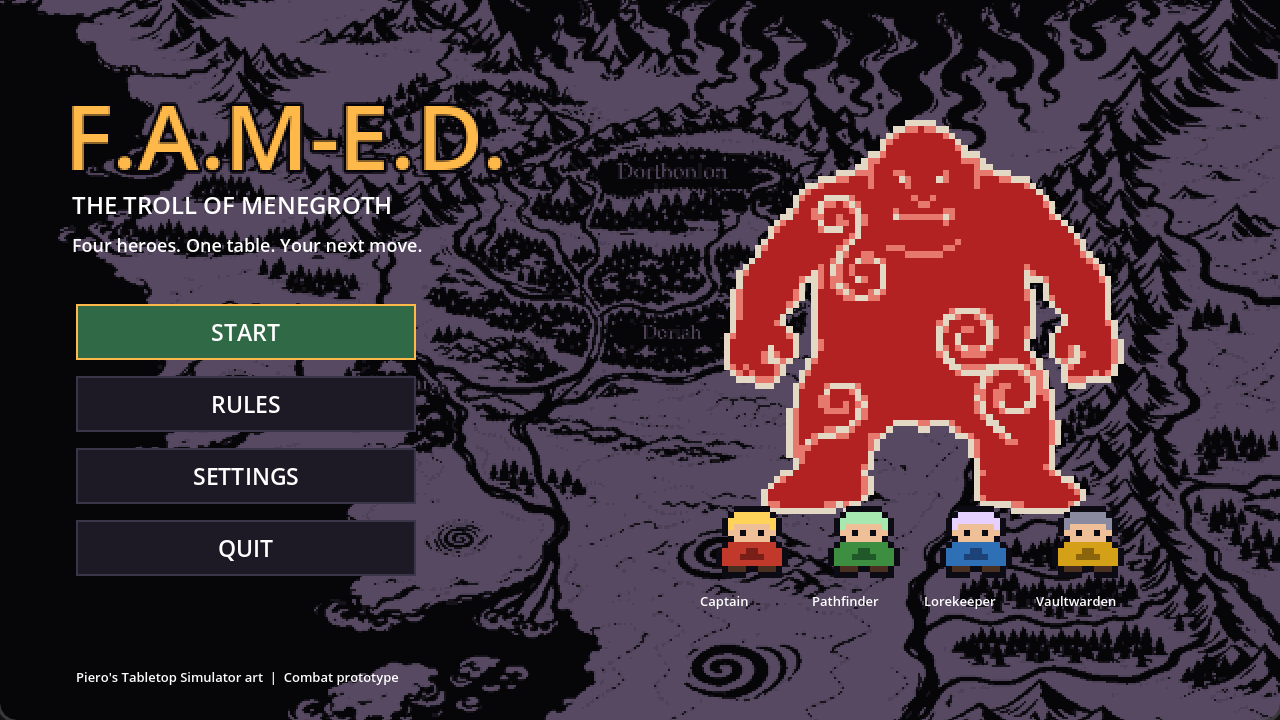 F.A.M-E.D.
THE TROLL OF MENEGROTH
Four heroes. One table. Your next move.
START
RULES
SETTINGS
QUIT
Dorthonion
Doriath
Captain
Pathfinder
Lorekeeper
Vaultwarden
Piero's Tabletop Simulator art | Combat prototype